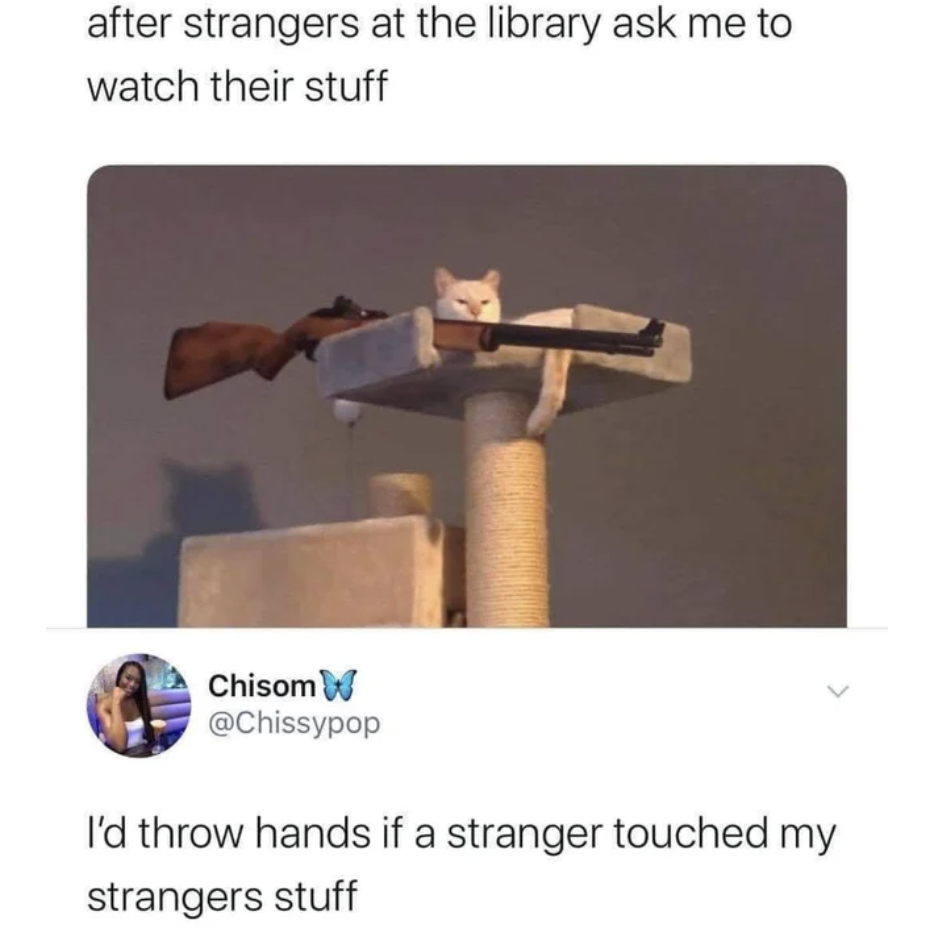 after strangers at the library ask me to
watch their stuff
Chisom🦋
@Chissypop
I'd throw hands if a stranger touched my
strangers stuff